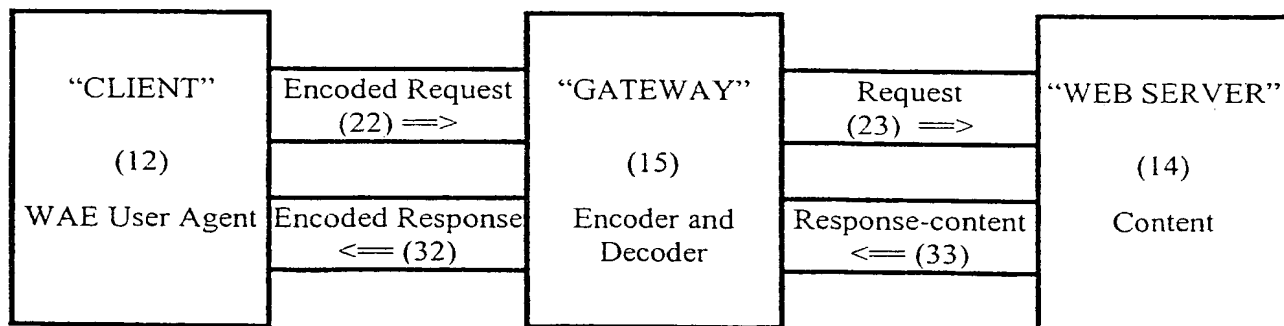 “CLIENT”
(12)
WAE User Agent
Encoded Request
(22) ==>
Encoded Response
<== (32)
“GATEWAY”
(15)
Encoder and
Decoder
Request
(23) ==>
Response-content
<== (33)
“WEB SERVER”
(14)
Content